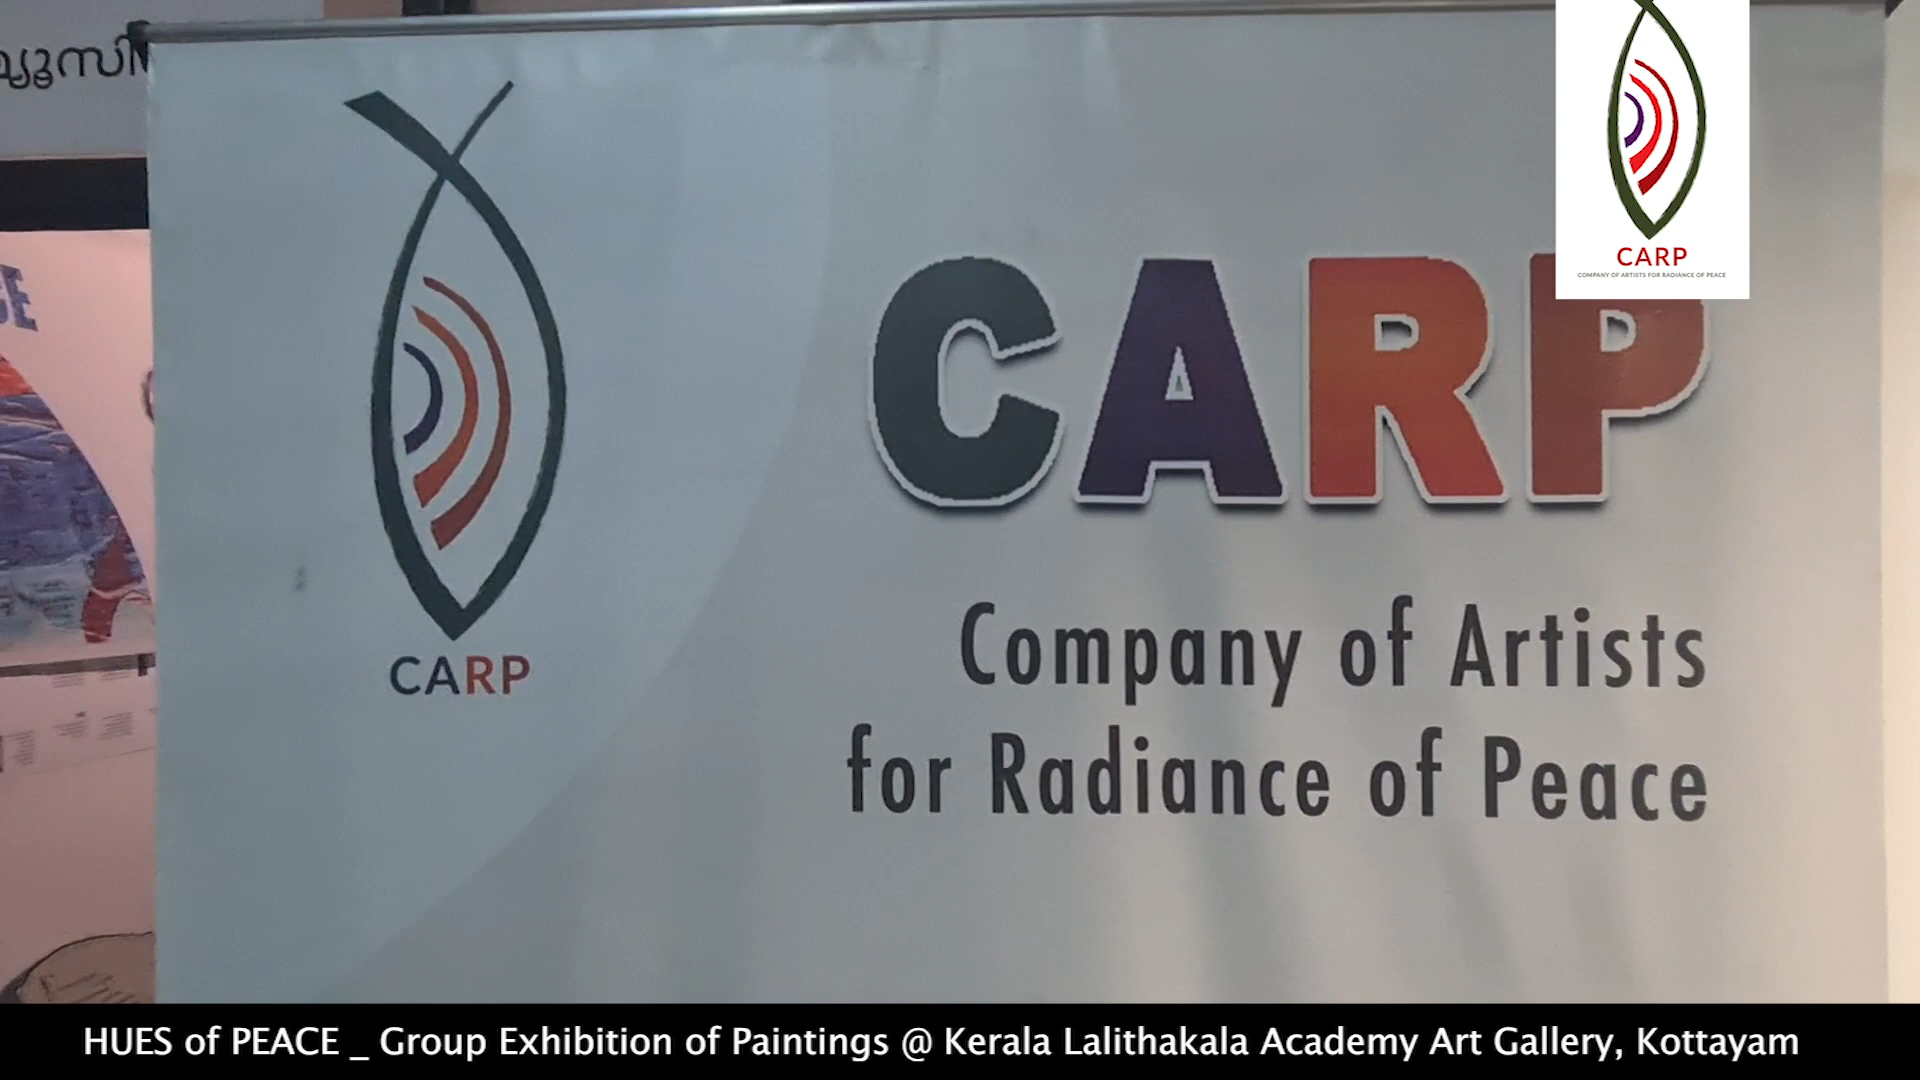 CARP
COMPANY OF ARTISTS FOR RADIANCE OF PEACE
CARP
CARP
Company of Artists
for Radiance of Peace
HUES of PEACE _ Group Exhibition of Paintings @ Kerala Lalithakala Academy Art Gallery, Kottayam